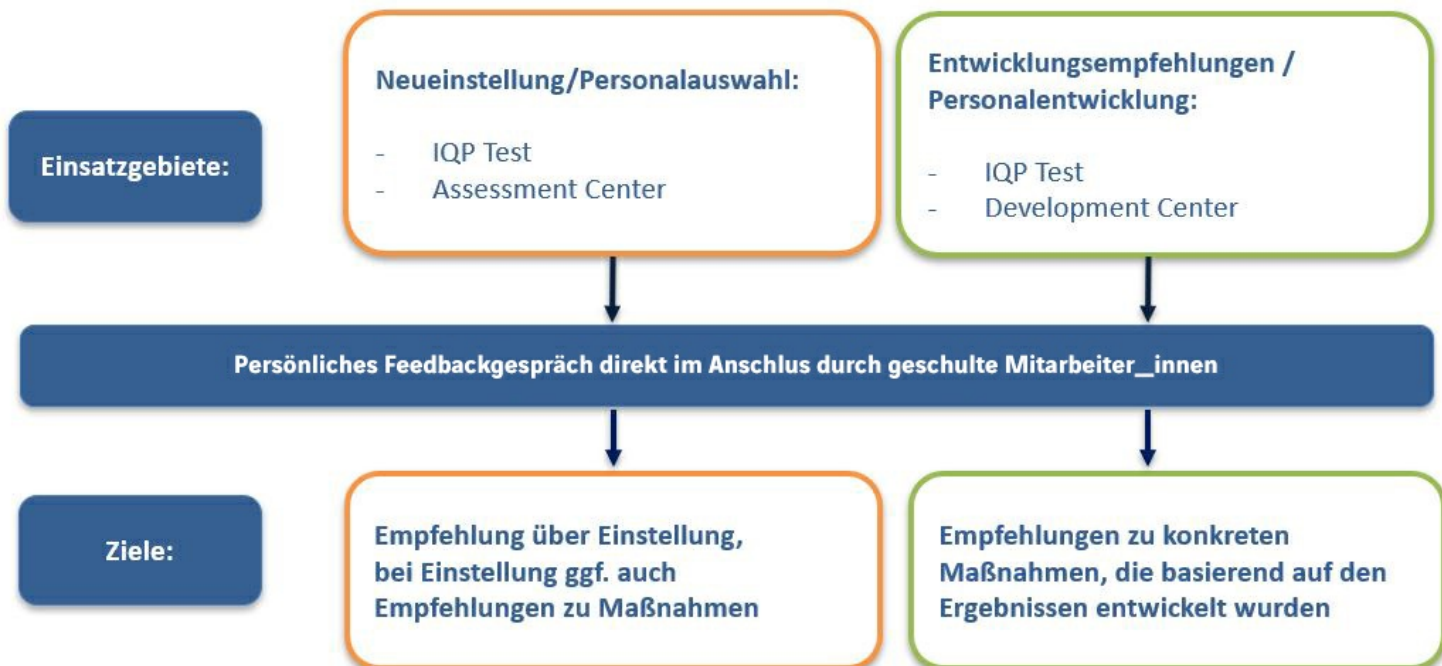 Einsatzgebiete:
Neueinstellung/Personalauswahl:
- IQP Test
- Assessment Center
Entwicklungsempfehlungen /
Personalentwicklung:
- IQP Test
- Development Center
Persönliches Feedbackgespräch direkt im Anschlus durch geschulte Mitarbeiter_innen
Ziele:
Empfehlung über Einstellung,
bei Einstellung ggf. auch
Empfehlungen zu Maßnahmen
Empfehlungen zu konkreten
Maßnahmen, die basierend auf den
Ergebnissen entwickelt wurden